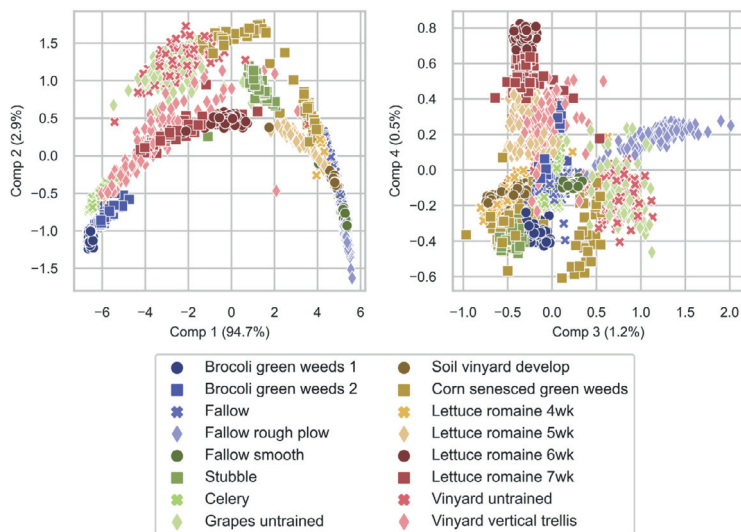 1.5
1.0
0.5
0.0
−0.5
−1.0
−1.5
−6 −4 −2 0 2 4 6
Comp 2 (2.9%)
Comp 1 (94.7%)
0.8
0.6
0.4
0.2
0.0
−0.2
−0.4
−0.6
−1.0 −0.5 0.0 0.5 1.0 1.5 2.0
Comp 4 (0.5%)
Comp 3 (1.2%)
Brocoli green weeds 1
Brocoli green weeds 2
Fallow
Fallow rough plow
Fallow smooth
Stubble
Celery
Grapes untrained
Soil vinyard develop
Corn senesced green weeds
Lettuce romaine 4wk
Lettuce romaine 5wk
Lettuce romaine 6wk
Lettuce romaine 7wk
Vinyard untrained
Vinyard vertical trellis